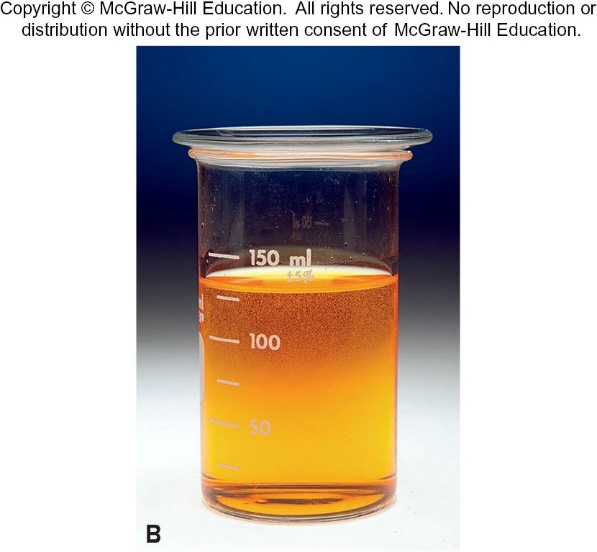 Copyright © McGraw-Hill Education. All rights reserved. No reproduction or
distribution without the prior written consent of McGraw-Hill Education.
150 ml
±5%
100
50
B